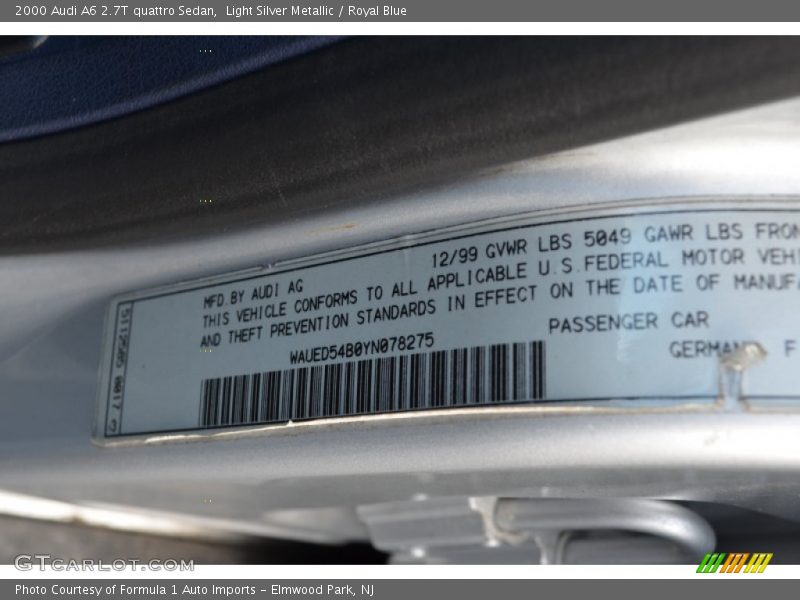 2000 Audi A6 2.7T quattro Sedan, Light Silver Metallic / Royal Blue
MFD. BY AUDI AG 12/99 GVWR LBS 5049 GAWR LBS FRON
THIS VEHICLE CONFORMS TO ALL APPLICABLE U.S. FEDERAL MOTOR VEHI
AND THEFT PREVENTION STANDARDS IN EFFECT ON THE DATE OF MANUFA
WAUED54B0YN078275 PASSENGER CAR
GERMANY F
GTCARLOT.COM
Photo Courtesy of Formula 1 Auto Imports - Elmwood Park, NJ